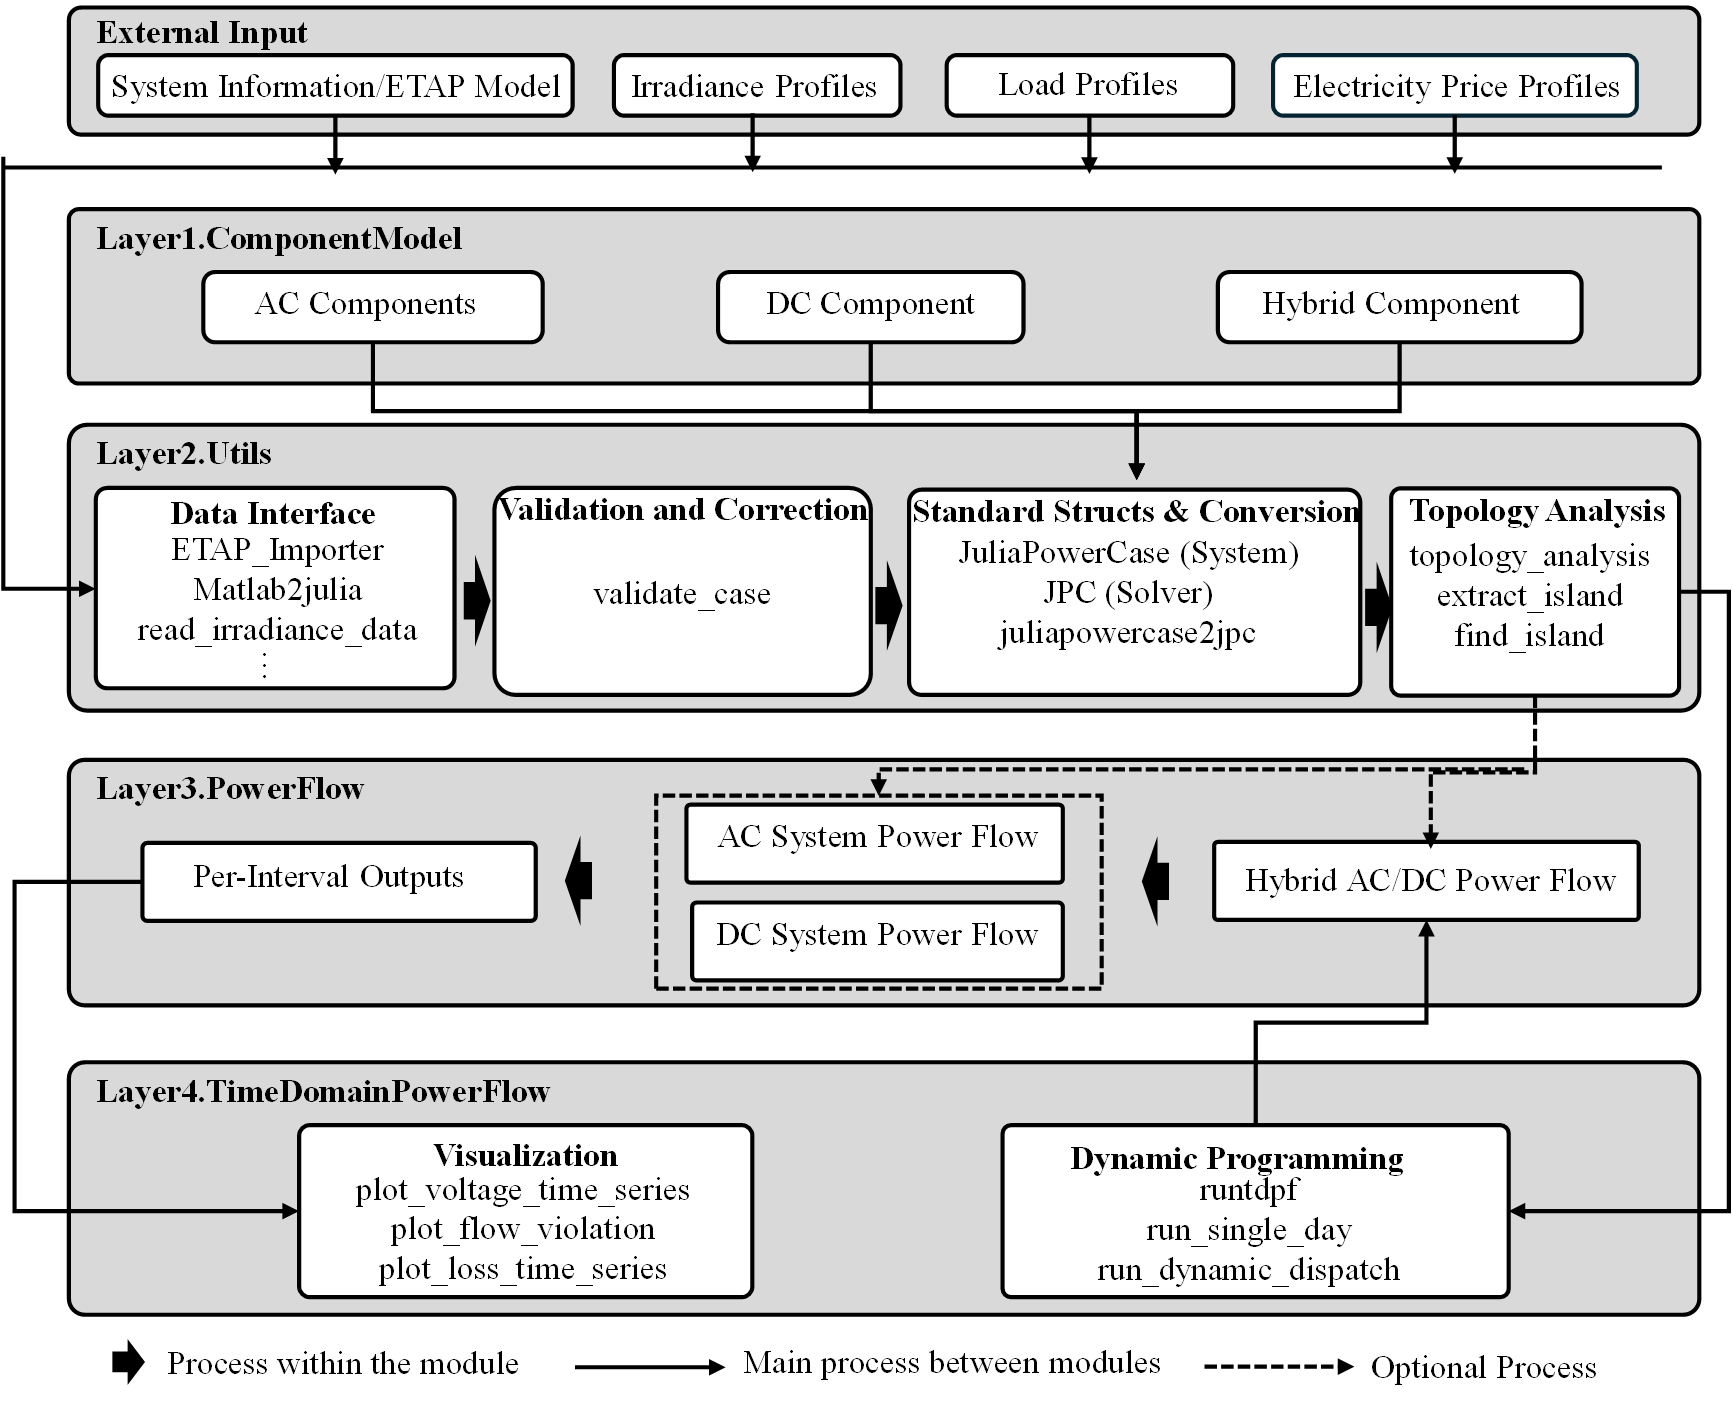 External Input
System Information/ETAP Model
Irradiance Profiles
Load Profiles
Electricity Price Profiles
Layer1.ComponentModel
AC Components
DC Component
Hybrid Component
Layer2.Utils
Data Interface
ETAP_Importer
Matlab2julia
read_irradiance_data
⋮
Validation and Correction
validate_case
Standard Structs & Conversion
JuliaPowerCase (System)
JPC (Solver)
juliapowercase2jpc
Topology Analysis
topology_analysis
extract_island
find_island
Layer3.PowerFlow
Per-Interval Outputs
AC System Power Flow
DC System Power Flow
Hybrid AC/DC Power Flow
Layer4.TimeDomainPowerFlow
Visualization
plot_voltage_time_series
plot_flow_violation
plot_loss_time_series
Dynamic Programming
runtdpf
run_single_day
run_dynamic_dispatch
Process within the module
Main process between modules
Optional Process